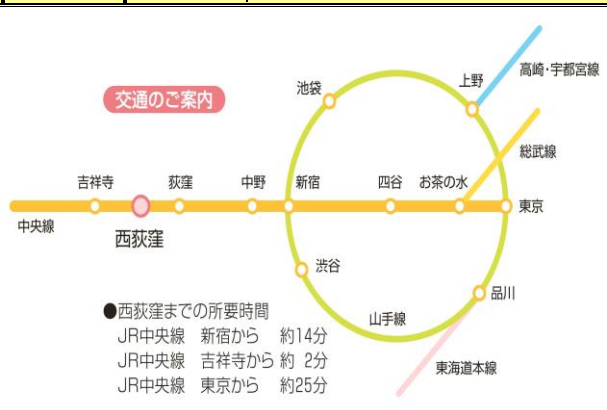 交通のご案内
池袋
上野
高崎・宇都宮線
総武線
吉祥寺
荻窪
中野
新宿
四谷
お茶の水
東京
中央線
西荻窪
渋谷
品川
山手線
東海道本線
●西荻窪までの所要時間
JR中央線 新宿から 約14分
JR中央線 吉祥寺から 約 2分
JR中央線 東京から 約25分